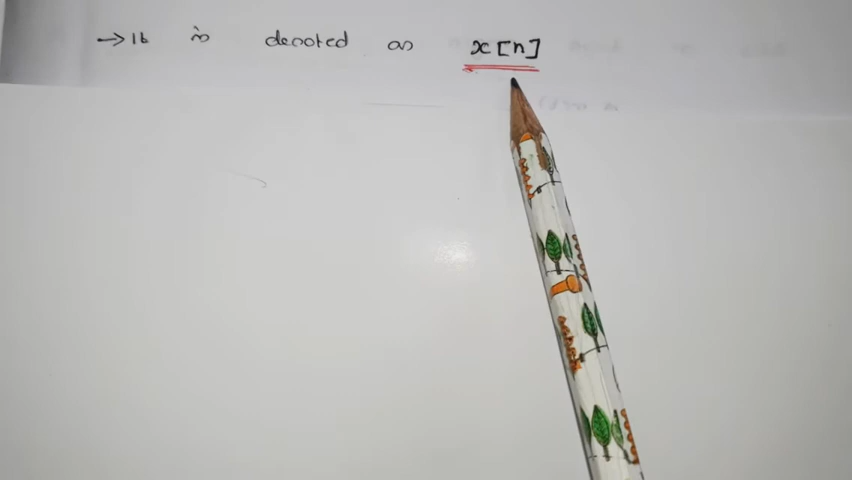 → It is denoted as x[n]